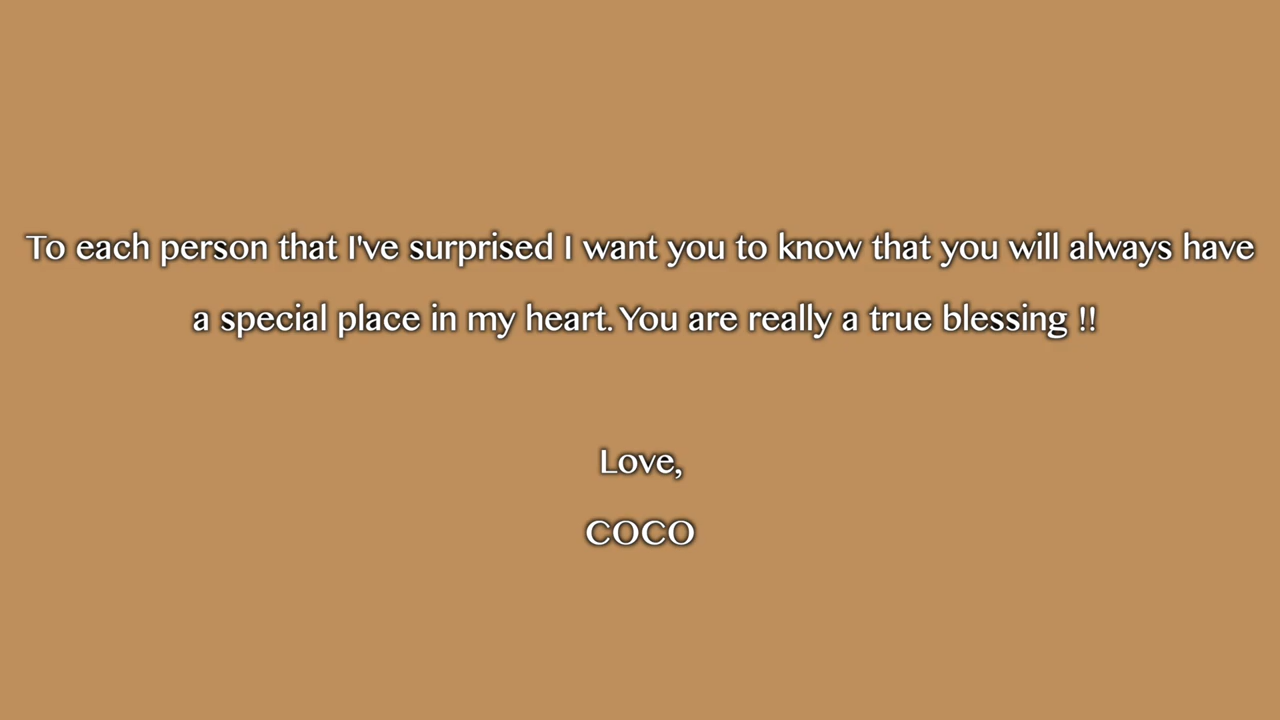 To each person that I've surprised I want you to know that you will always have
a special place in my heart. You are really a true blessing !!
Love,
COCO